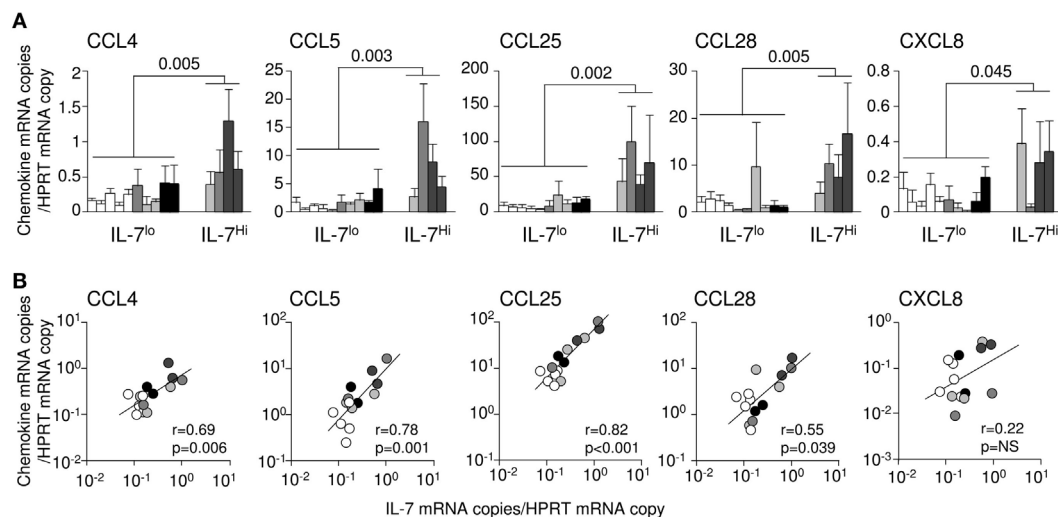 A
Chemokine mRNA copies
/HPRT mRNA copy
CCL4
CCL5
CCL25
CCL28
CXCL8
0.005
0.003
0.002
0.005
0.045
2
1.5
1
0.5
0
25
20
15
10
5
0
200
150
100
50
0
30
20
10
0
0.8
0.6
0.4
0.2
0
IL-7lo IL-7Hi
IL-7lo IL-7Hi
IL-7lo IL-7Hi
IL-7lo IL-7Hi
IL-7lo IL-7Hi
B
Chemokine mRNA copies
/HPRT mRNA copy
CCL4
CCL5
CCL25
CCL28
CXCL8
10¹
10⁰
10⁻¹
10⁻²
r=0.69
p=0.006
10⁻² 10⁻¹ 10⁰ 10¹
10²
10¹
10⁰
10⁻¹
r=0.78
p=0.001
10⁻² 10⁻¹ 10⁰ 10¹
10²
10¹
10⁰
10⁻¹
r=0.82
p<0.001
10⁻² 10⁻¹ 10⁰ 10¹
10²
10¹
10⁰
10⁻¹
r=0.55
p=0.039
10⁻² 10⁻¹ 10⁰ 10¹
10⁰
10⁻¹
10⁻²
10⁻³
r=0.22
p=NS
10⁻² 10⁻¹ 10⁰ 10¹
IL-7 mRNA copies/HPRT mRNA copy